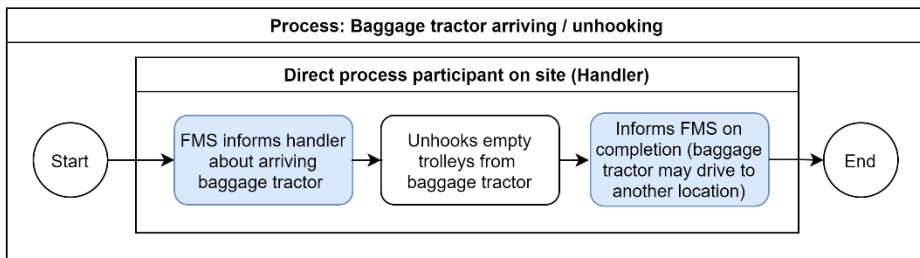 Process: Baggage tractor arriving / unhooking
Direct process participant on site (Handler)
Start
FMS informs handler
about arriving
baggage tractor
Unhooks empty
trolleys from
baggage tractor
Informs FMS on
completion (baggage
tractor may drive to
another location)
End